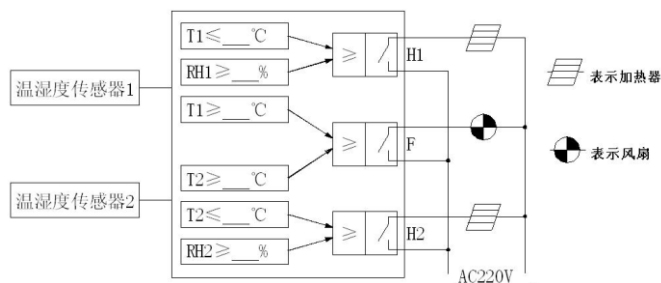 温湿度传感器1
温湿度传感器2
T1≤___℃
RH1≥___%
T1≥___℃
T2≥___℃
T2≤___℃
RH2≥___%
≥
H1
≥
F
≥
H2
AC220V
表示加热器
表示风扇